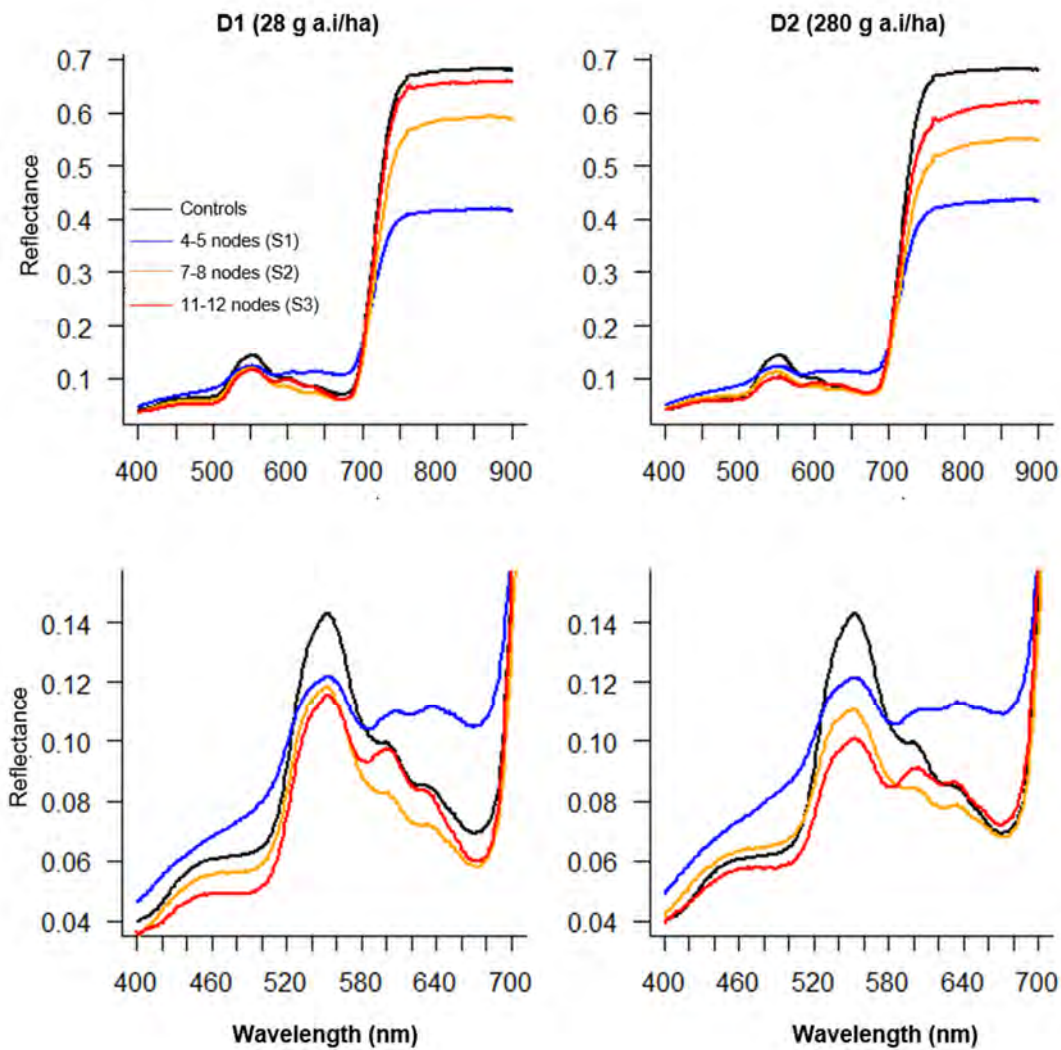 D1 (28 g a.i/ha)
D2 (280 g a.i/ha)
Reflectance
0.7
0.6
0.5
0.4
0.3
0.2
0.1
Controls
4-5 nodes (S1)
7-8 nodes (S2)
11-12 nodes (S3)
400 500 600 700 800 900
0.7
0.6
0.5
0.4
0.3
0.2
0.1
400 500 600 700 800 900
Reflectance
0.14
0.12
0.10
0.08
0.06
0.04
400 460 520 580 640 700
Wavelength (nm)
0.14
0.12
0.10
0.08
0.06
0.04
400 460 520 580 640 700
Wavelength (nm)